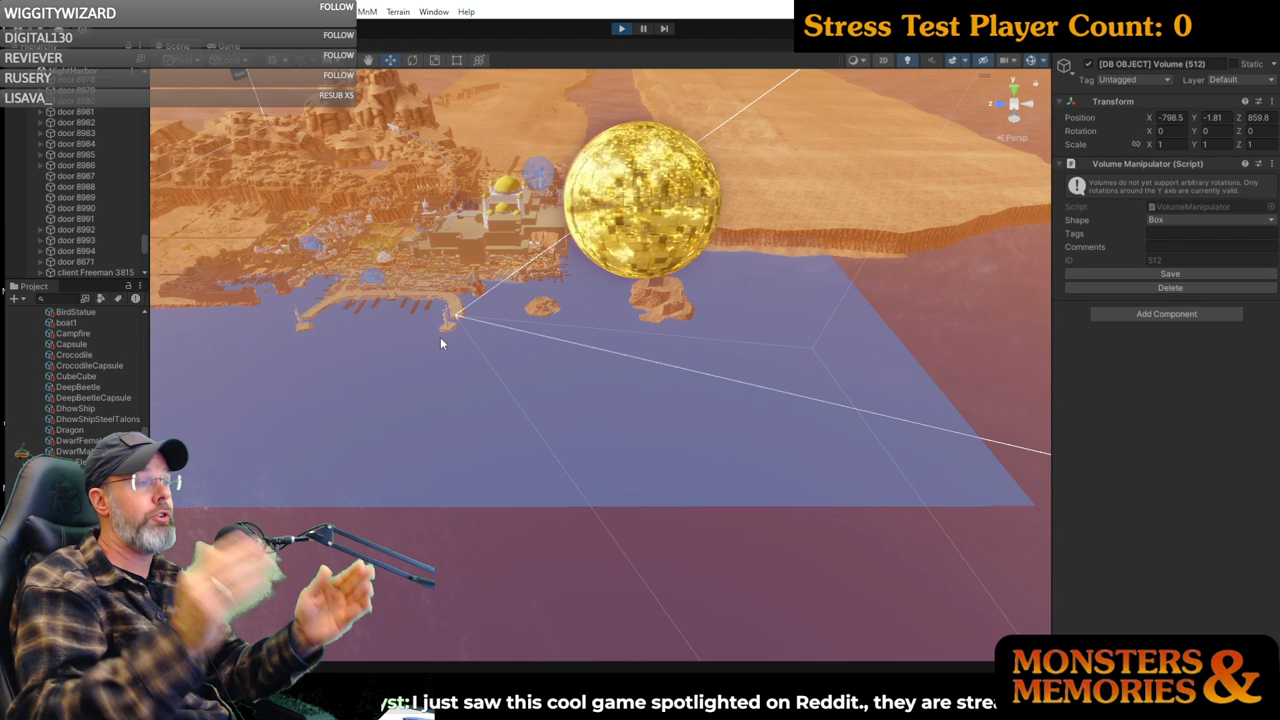 WIGGITYWIZARD FOLLOW
DIGITAL130 FOLLOW
REVIEVER FOLLOW
RUSERY FOLLOW
LISAVA_ RESUB X5
MnM Terrain Window Help
Stress Test Player Count: 0
door 8981
door 8982
door 8983
door 8984
door 8985
door 8986
door 8987
door 8988
door 8989
door 8990
door 8991
door 8992
door 8993
door 8994
door 8671
client Freeman 3815
Project
BirdStatue
boat1
Campfire
Capsule
Crocodile
CrocodileCapsule
CubeCube
DeepBeetle
DeepBeetleCapsule
DhowShip
DhowShipSteelTalons
Dragon
2D
y
z
Persp
[DB OBJECT] Volume (512) Static
Tag Untagged Layer Default
Transform
Position X -798.5 Y -1.81 Z 859.8
Rotation X 0 Y 0 Z 0
Scale X 1 Y 1 Z 1
Volume Manipulator (Script)
Volumes do not yet support arbitrary rotations. Only
rotations around the Y axis are currently valid.
Script VolumeManipulator
Shape Box
Tags
Comments
ID 512
Save
Delete
Add Component
MONSTERS
& MEMORIES
yst: I just saw this cool game spotlighted on Reddit., they are strea